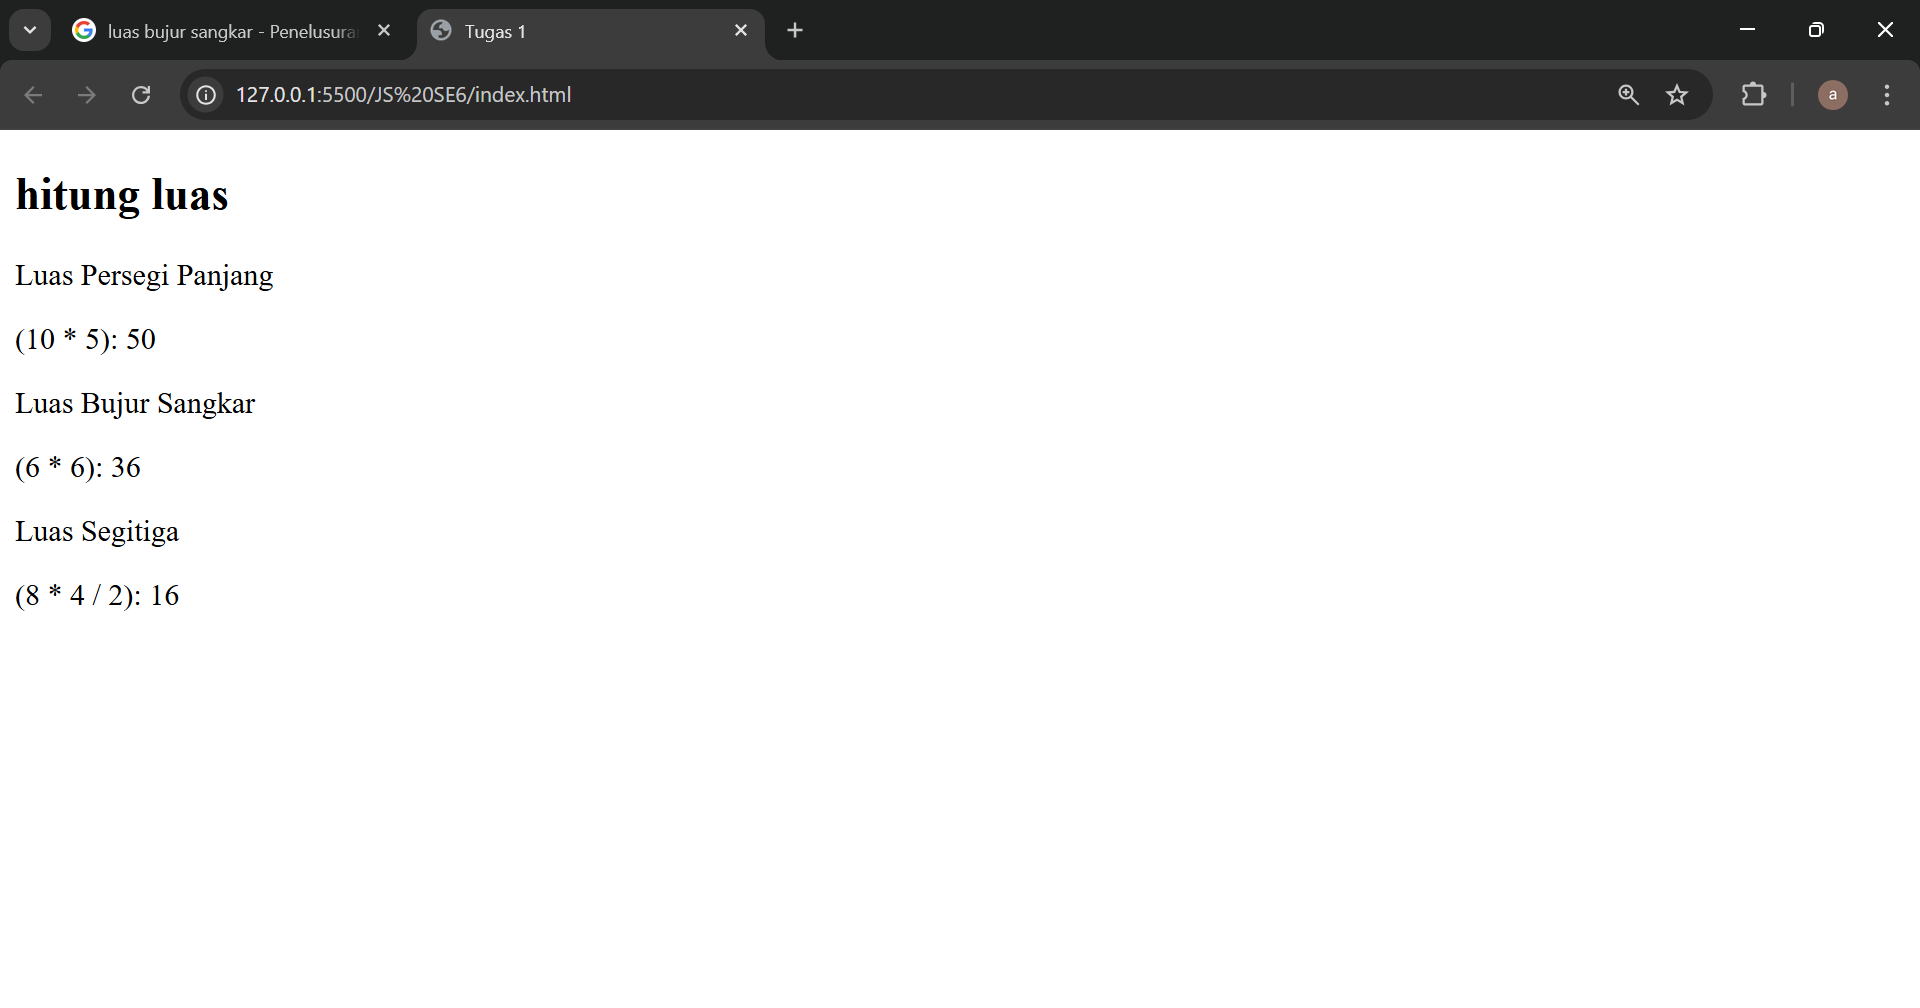 luas bujur sangkar - Penelusura
Tugas 1
127.0.0.1:5500/JS%20SE6/index.html
a
hitung luas
Luas Persegi Panjang
(10 * 5): 50
Luas Bujur Sangkar
(6 * 6): 36
Luas Segitiga
(8 * 4 / 2): 16